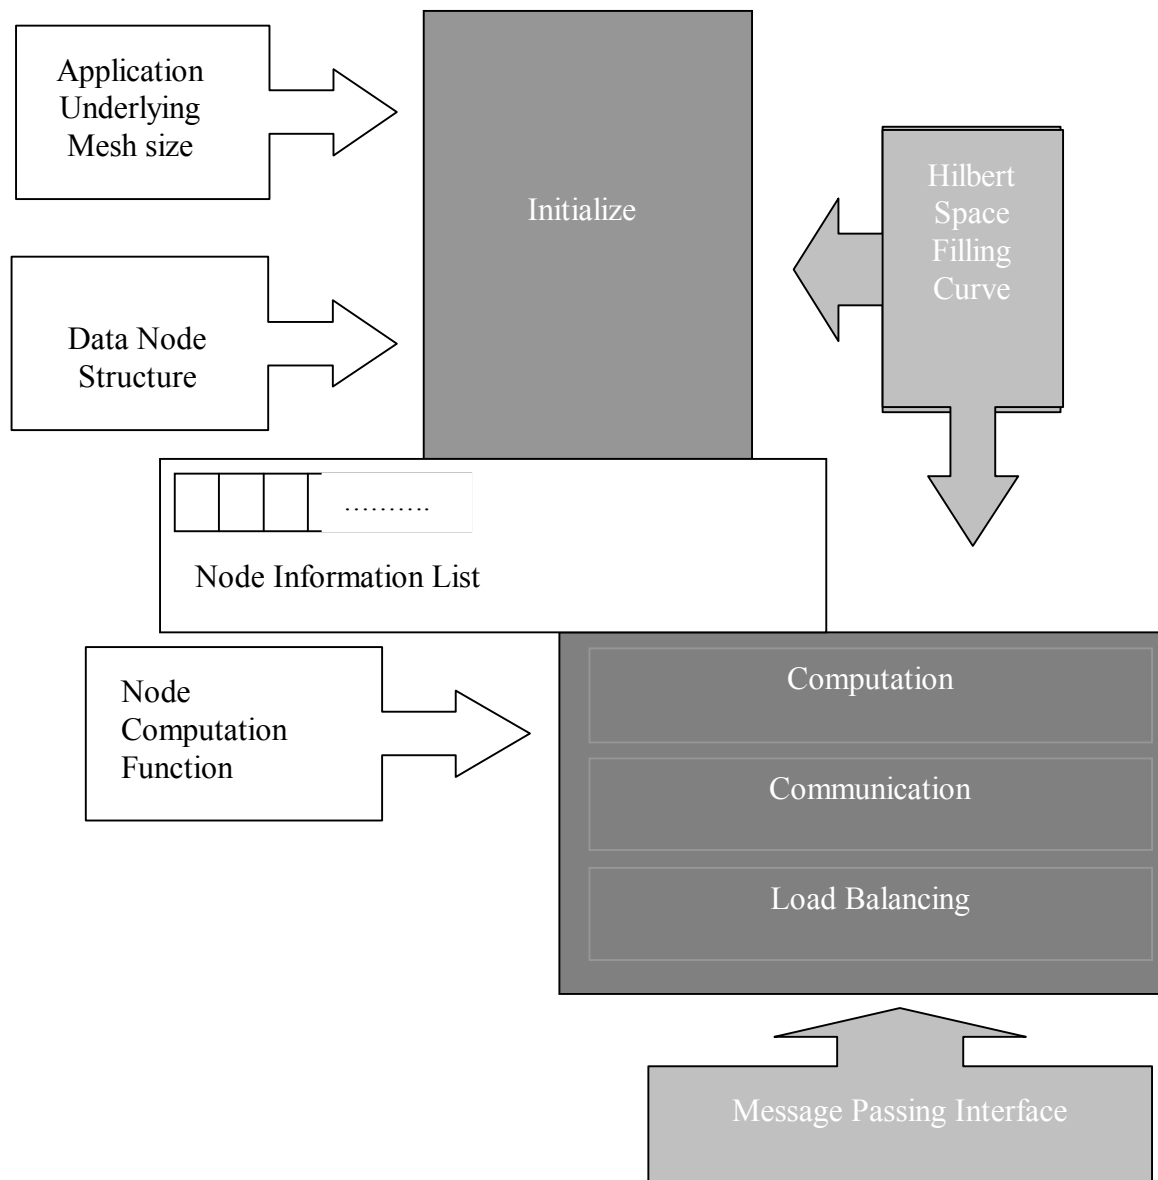 Application
Underlying
Mesh size
Initialize
Hilbert
Space
Filling
Curve
Data Node
Structure
..........
Node Information List
Node
Computation
Function
Computation
Communication
Load Balancing
Message Passing Interface